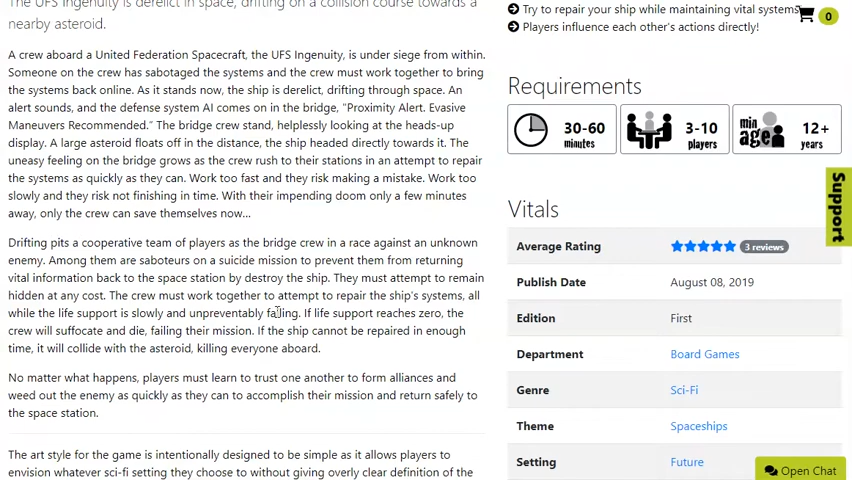 The UFS Ingenuity is derelict in space, drifting on a collision course towards a
nearby asteroid.
A crew aboard a United Federation Spacecraft, the UFS Ingenuity, is under siege from within.
Someone on the crew has sabotaged the systems and the crew must work together to bring
the systems back online. As it stands now, the ship is derelict, drifting through space. An
alert sounds, and the defense system AI comes on in the bridge, "Proximity Alert. Evasive
Maneuvers Recommended." The bridge crew stand, helplessly looking at the heads-up
display. A large asteroid floats off in the distance, the ship headed directly towards it. The
uneasy feeling on the bridge grows as the crew rush to their stations in an attempt to repair
the systems as quickly as they can. Work too fast and they risk making a mistake. Work too
slowly and they risk not finishing in time. With their impending doom only a few minutes
away, only the crew can save themselves now...
Drifting pits a cooperative team of players as the bridge crew in a race against an unknown
enemy. Among them are saboteurs on a suicide mission to prevent them from returning
vital information back to the space station by destroy the ship. They must attempt to remain
hidden at any cost. The crew must work together to attempt to repair the ship's systems, all
while the life support is slowly and unpreventably failing. If life support reaches zero, the
crew will suffocate and die, failing their mission. If the ship cannot be repaired in enough
time, it will collide with the asteroid, killing everyone aboard.
No matter what happens, players must learn to trust one another to form alliances and
weed out the enemy as quickly as they can to accomplish their mission and return safely to
the space station.
The art style for the game is intentionally designed to be simple as it allows players to
envision whatever sci-fi setting they choose to without giving overly clear definition of the
Try to repair your ship while maintaining vital systems
Players influence each other's actions directly!
0
Requirements
30-60
minutes
3-10
players
min
age
12+
years
Support
Vitals
Average Rating 3 reviews
Publish Date August 08, 2019
Edition First
Department Board Games
Genre Sci-Fi
Theme Spaceships
Setting Future
Open Chat